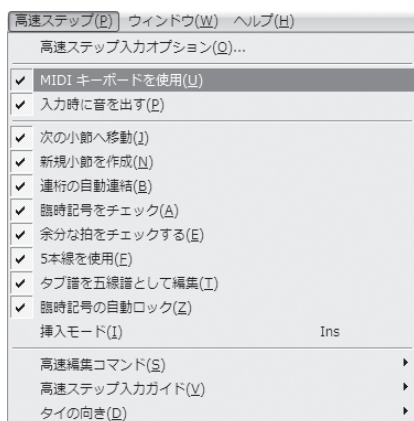 高速ステップ(P) ウィンドウ(W) ヘルプ(H)
高速ステップ入力オプション(O)...
MIDI キーボードを使用(U)
入力時に音を出す(P)
次の小節へ移動(J)
新規小節を作成(N)
連桁の自動連結(B)
臨時記号をチェック(A)
余分な拍をチェックする(E)
5本線を使用(F)
タブ譜を五線譜として編集(T)
臨時記号の自動ロック(Z)
挿入モード(I) Ins
高速編集コマンド(S)
高速ステップ入力ガイド(V)
タイの向き(D)